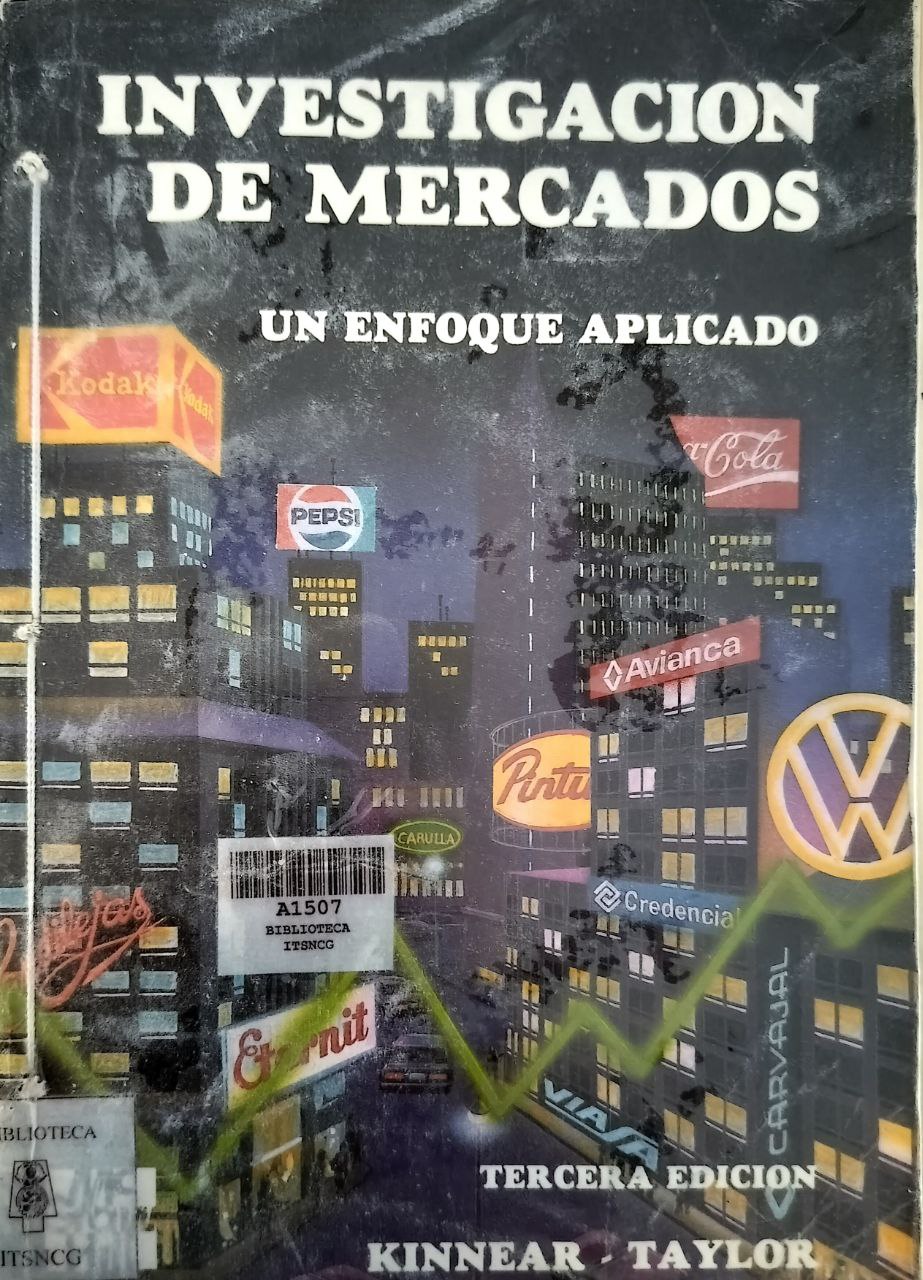 INVESTIGACION
DE MERCADOS
UN ENFOQUE APLICADO
Kodak
Kodak
PEPSI
a-Cola
Avianca
Pintu
CARULLA
A1507
BIBLIOTECA
ITSNCG
Credencial
Eternit
CARVAJAL
VIASA
BIBLIOTECA
ITSNCG
TERCERA EDICION
KINNEAR - TAYLOR